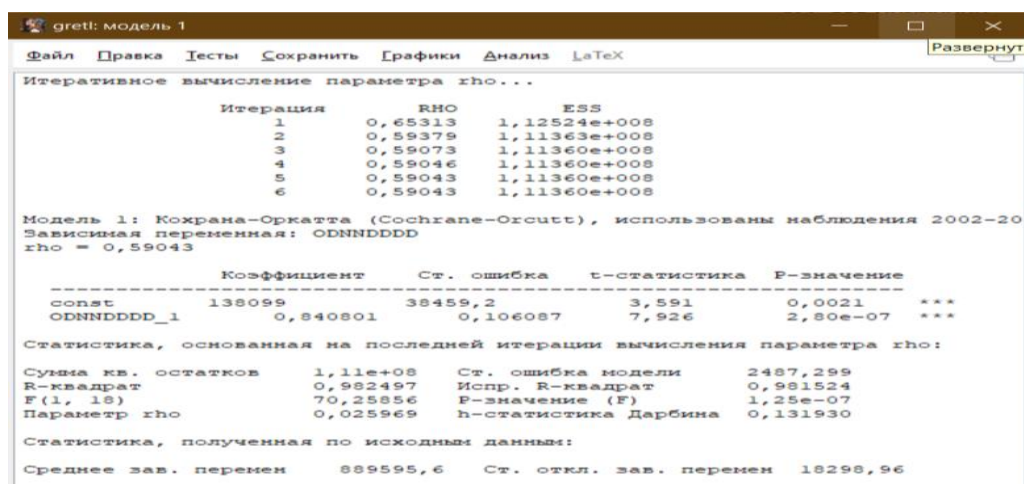 gretl: модель 1
Развернут
Файл Правка Тесты Сохранить Графики Анализ LaTeX
Итеративное вычисление параметра rho...
Итерация RHO ESS
1 0,65313 1,12524e+008
2 0,59379 1,11363e+008
3 0,59073 1,11360e+008
4 0,59046 1,11360e+008
5 0,59043 1,11360e+008
6 0,59043 1,11360e+008
Модель 1: Кохрана-Оркатта (Cochrane-Orcutt), использованы наблюдения 2002-20
Зависимая переменная: ODNNDDDD
rho = 0,59043
Коэффициент Ст. ошибка t-статистика P-значение
const 138099 38459,2 3,591 0,0021 ***
ODNNDDDD_1 0,840801 0,106087 7,926 2,80e-07 ***
Статистика, основанная на последней итерации вычисления параметра rho:
Сумма кв. остатков 1,11e+08 Ст. ошибка модели 2487,299
R-квадрат 0,982497 Испр. R-квадрат 0,981524
F(1, 18) 70,25856 P-значение (F) 1,25e-07
Параметр rho 0,025969 h-статистика Дарбина 0,131930
Статистика, полученная по исходным данным:
Среднее зав. перемен 889595,6 Ст. откл. зав. перемен 18298,96